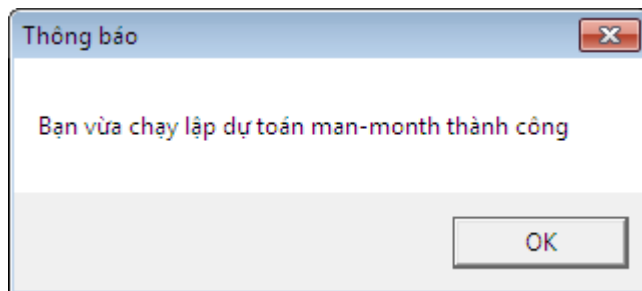 Thông báo
Bạn vừa chạy lập dự toán man-month thành công
OK